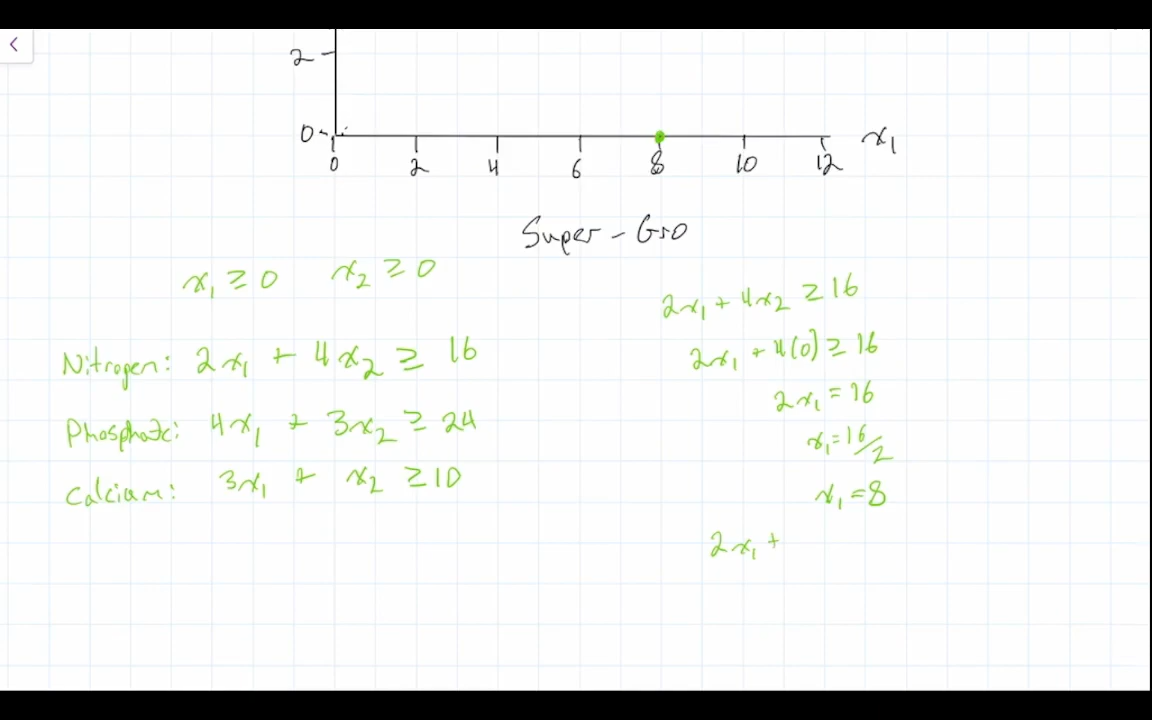 2
0
0 2 4 6 8 10 12 x₁
Super - Gro
x₁ ≥ 0 x₂ ≥ 0
Nitrogen: 2x₁ + 4x₂ ≥ 16
Phosphate: 4x₁ + 3x₂ ≥ 24
Calcium: 3x₁ + x₂ ≥ 10
2x₁ + 4x₂ ≥ 16
2x₁ + 4(0) ≥ 16
2x₁ = 16
x₁ = 16/2
x₁ = 8
2x₁ +